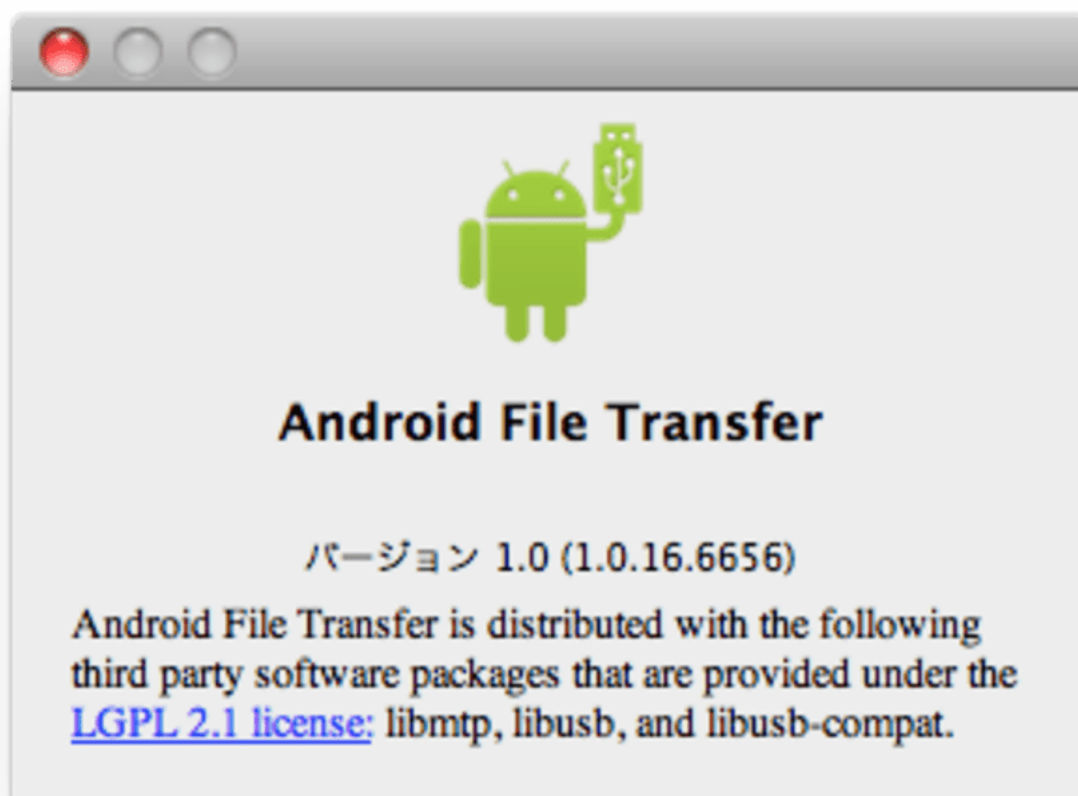 Android File Transfer
バージョン 1.0 (1.0.16.6656)
Android File Transfer is distributed with the following
third party software packages that are provided under the
LGPL 2.1 license: libmtp, libusb, and libusb-compat.